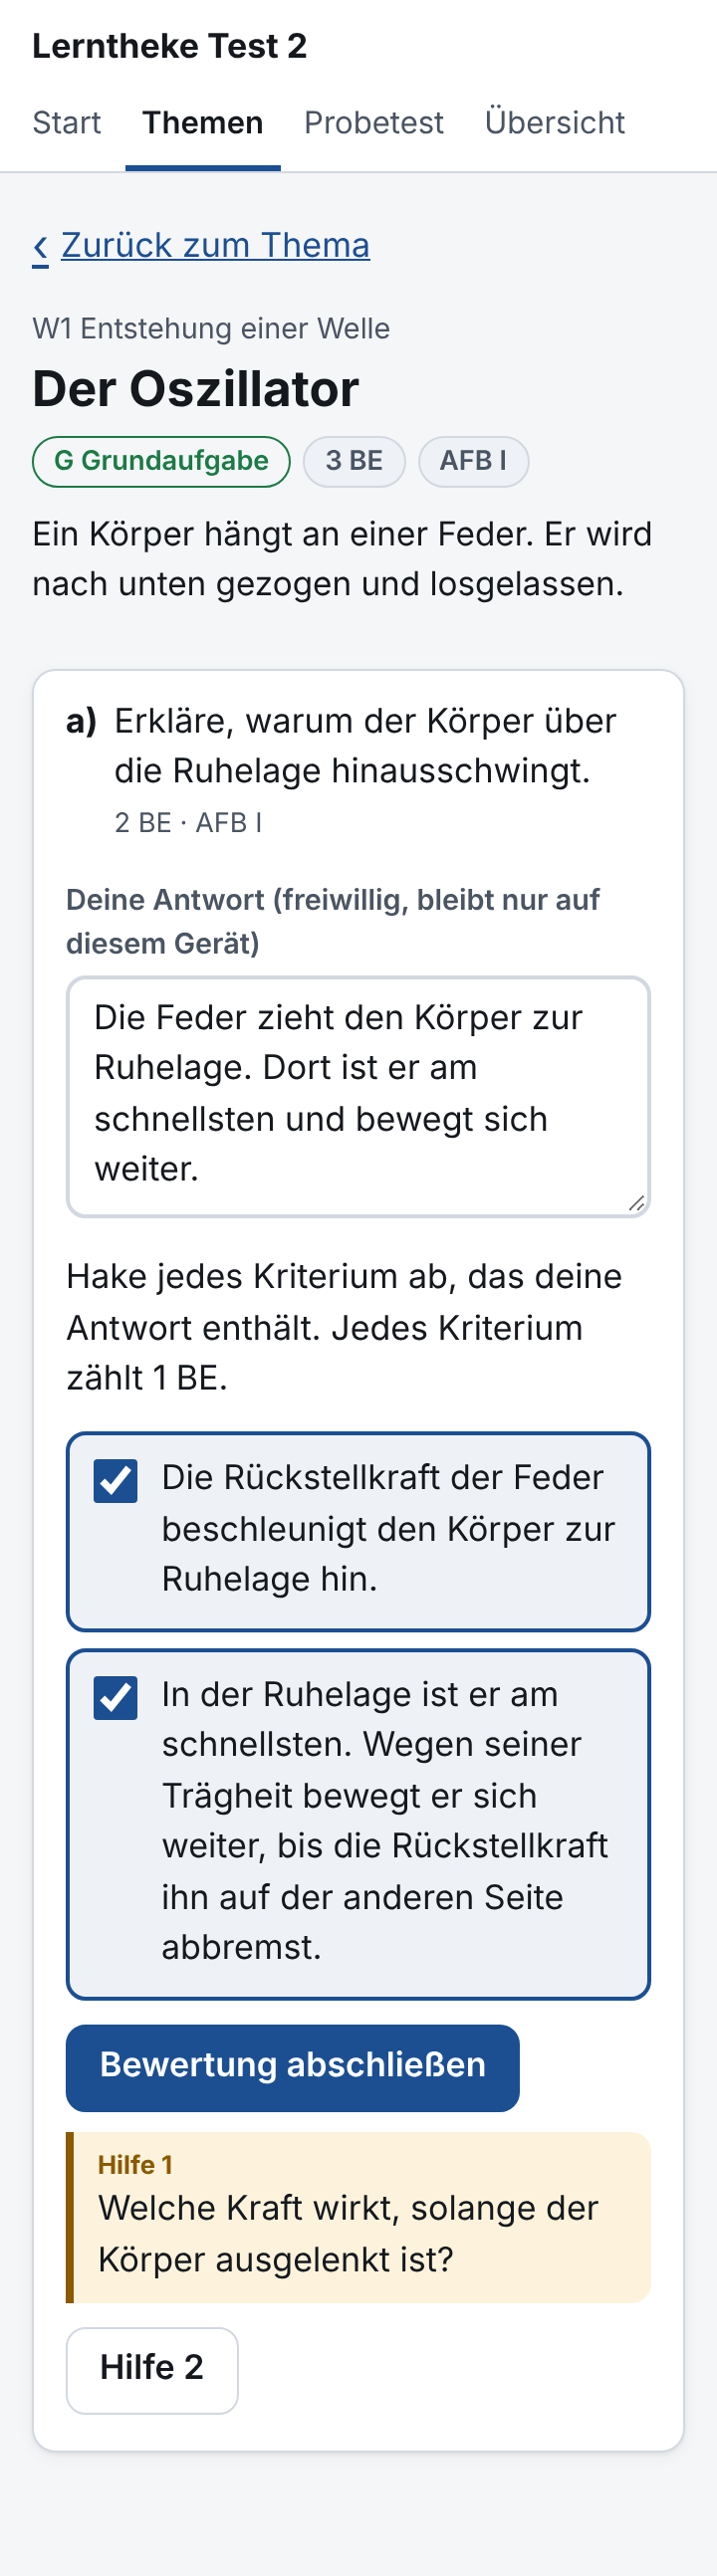 Lerntheke Test 2
Start Themen Probetest Übersicht
‹ Zurück zum Thema
W1 Entstehung einer Welle
Der Oszillator
G Grundaufgabe 3 BE AFB I
Ein Körper hängt an einer Feder. Er wird
nach unten gezogen und losgelassen.
a) Erkläre, warum der Körper über
die Ruhelage hinausschwingt.
2 BE · AFB I
Deine Antwort (freiwillig, bleibt nur auf
diesem Gerät)
Die Feder zieht den Körper zur
Ruhelage. Dort ist er am
schnellsten und bewegt sich
weiter.
Hake jedes Kriterium ab, das deine
Antwort enthält. Jedes Kriterium
zählt 1 BE.
Die Rückstellkraft der Feder
beschleunigt den Körper zur
Ruhelage hin.
In der Ruhelage ist er am
schnellsten. Wegen seiner
Trägheit bewegt er sich
weiter, bis die Rückstellkraft
ihn auf der anderen Seite
abbremst.
Bewertung abschließen
Hilfe 1
Welche Kraft wirkt, solange der
Körper ausgelenkt ist?
Hilfe 2